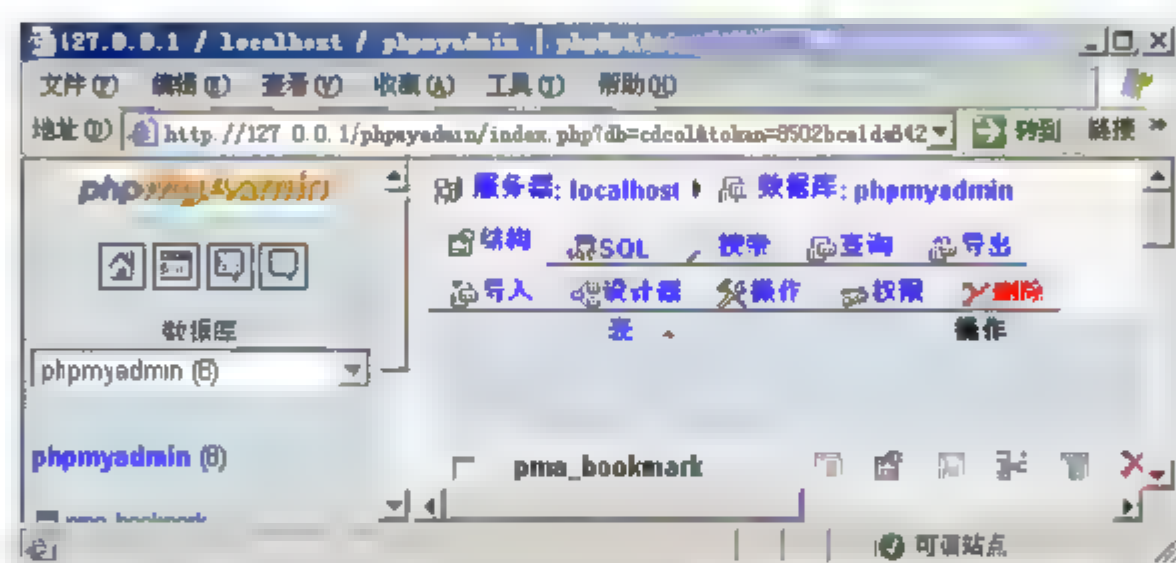 127.0.0.1 / localhost / phpmyadmin |
文件(F) 编辑(E) 查看(V) 收藏(A) 工具(T) 帮助(H)
地址(D) http://127.0.0.1/phpmyadmin/index.php?db=cdcol&token= 转到 链接 »
phpMyAdmin
服务器: localhost 数据库: phpmyadmin
结构 SQL 搜索 查询 导出
导入 设计器 操作 权限 删除
数据库
表 操作
phpmyadmin (8)
phpmyadmin (8)
pma_bookmark
pma_bookmark
可信站点